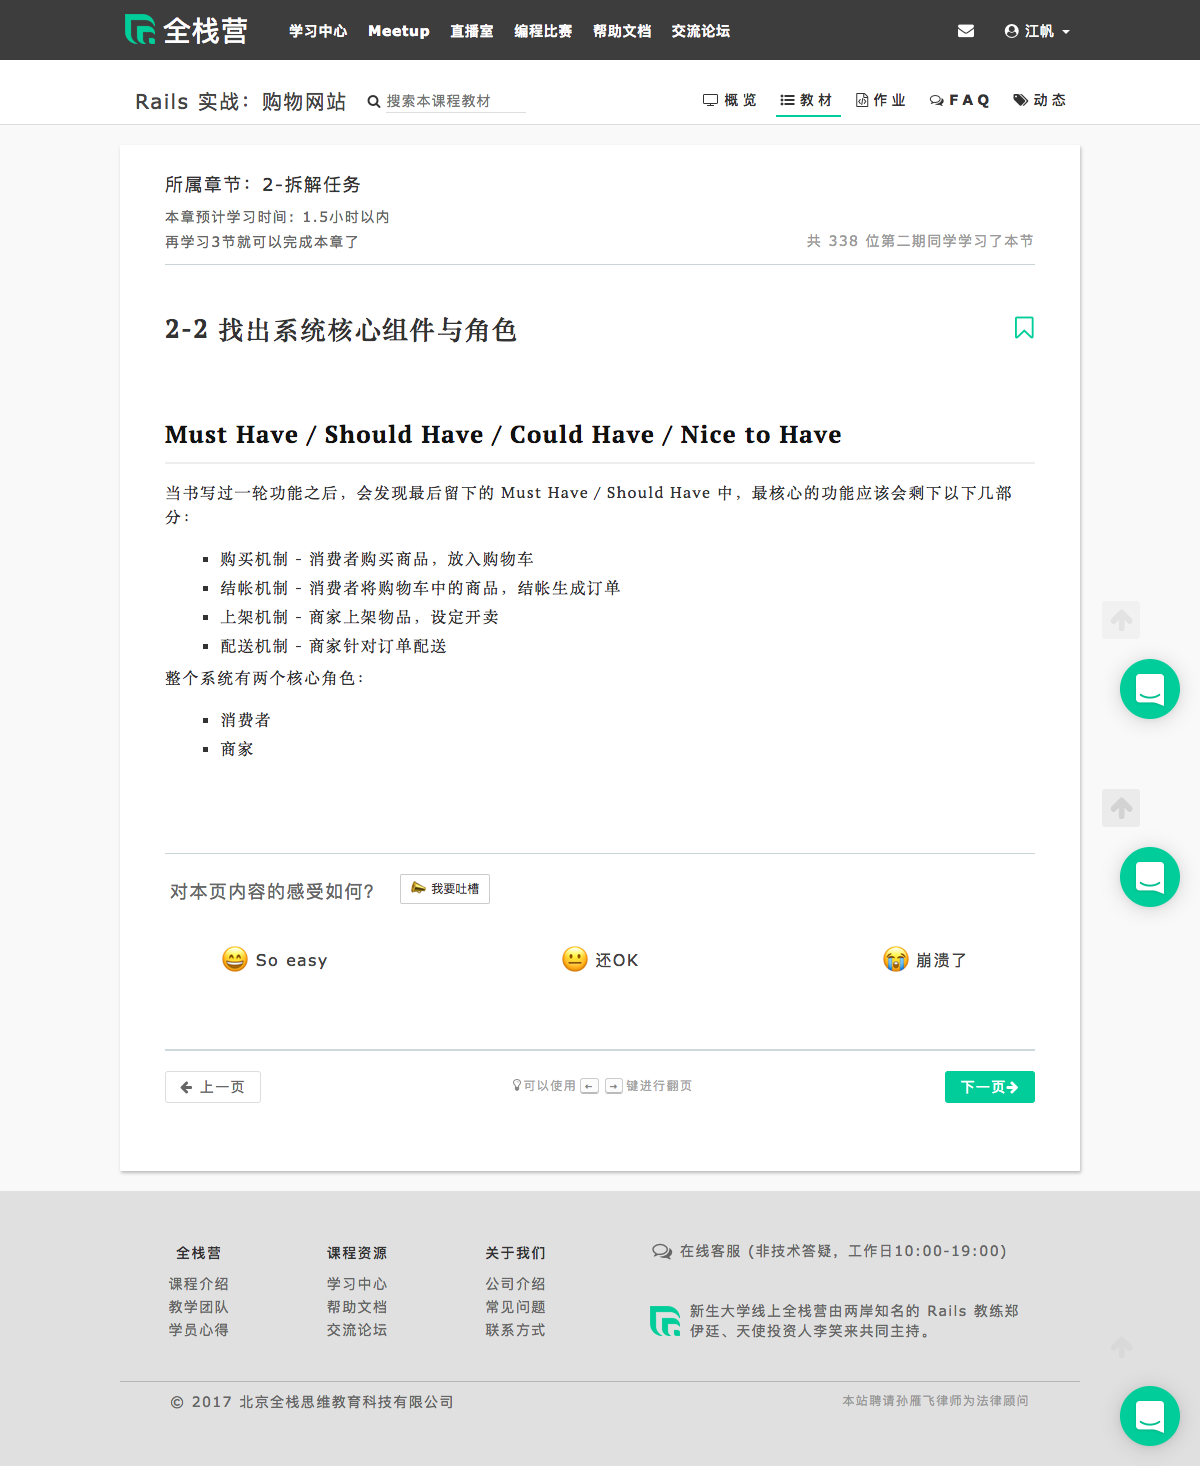 全栈营
学习中心 Meetup 直播室 编程比赛 帮助文档 交流论坛 江帆
Rails 实战：购物网站 搜索本课程教材 概览 教材 作业 FAQ 动态
所属章节：2-拆解任务
本章预计学习时间：1.5小时以内
再学习3节就可以完成本章了
共 338 位第二期同学学习了本节
2-2 找出系统核心组件与角色
Must Have / Should Have / Could Have / Nice to Have
当书写过一轮功能之后，会发现最后留下的 Must Have / Should Have 中，最核心的功能应该会剩下以下几部
分：
购买机制 - 消费者购买商品，放入购物车
结帐机制 - 消费者将购物车中的商品，结帐生成订单
上架机制 - 商家上架物品，设定开卖
配送机制 - 商家针对订单配送
整个系统有两个核心角色：
消费者
商家
对本页内容的感受如何？ 我要吐槽
So easy 还OK 崩溃了
上一页 可以使用 ← → 键进行翻页 下一页
全栈营 课程资源 关于我们
课程介绍 学习中心 公司介绍
教学团队 帮助文档 常见问题
学员心得 交流论坛 联系方式
在线客服 (非技术答疑，工作日10:00-19:00)
新生大学线上全栈营由两岸知名的 Rails 教练郑
伊廷、天使投资人李笑来共同主持。
© 2017 北京全栈思维教育科技有限公司
本站聘请孙雁飞律师为法律顾问